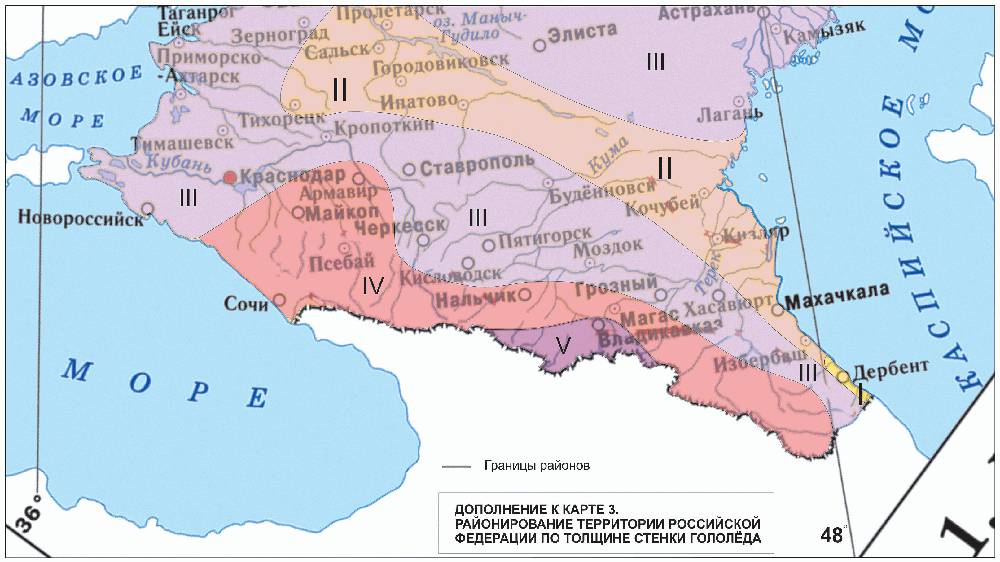 Таганрог
Ейск
Пролетарск
оз. Маныч-
Гудило
Астрахань
Камызяк
Зерноград
Сальск
Элиста
III
АЗОВСКОЕ
МОРЕ
Приморско-
-Ахтарск
Городовиковск
II
Ипатово
Лагань
Тихорецк
Кропоткин
Тимашевск
Кубань
Краснодар
Ставрополь
Кума
II
Армавир
Будённовск
Кочубей
III
Новороссийск
Майкоп
Черкесск
III
Пятигорск
Моздок
Кизляр
Терек
Псебай
IV
Кисловодск
Нальчик
Грозный
Хасавюрт
Махачкала
Сочи
Магас
Владикавказ
V
Избербаш
III
Дербент
I
КАСПИЙСКОЕ МО
МОРЕ
Границы районов
ДОПОЛНЕНИЕ К КАРТЕ 3.
РАЙОНИРОВАНИЕ ТЕРРИТОРИИ РОССИЙСКОЙ
ФЕДЕРАЦИИ ПО ТОЛЩИНЕ СТЕНКИ ГОЛОЛЁДА
36°
48°